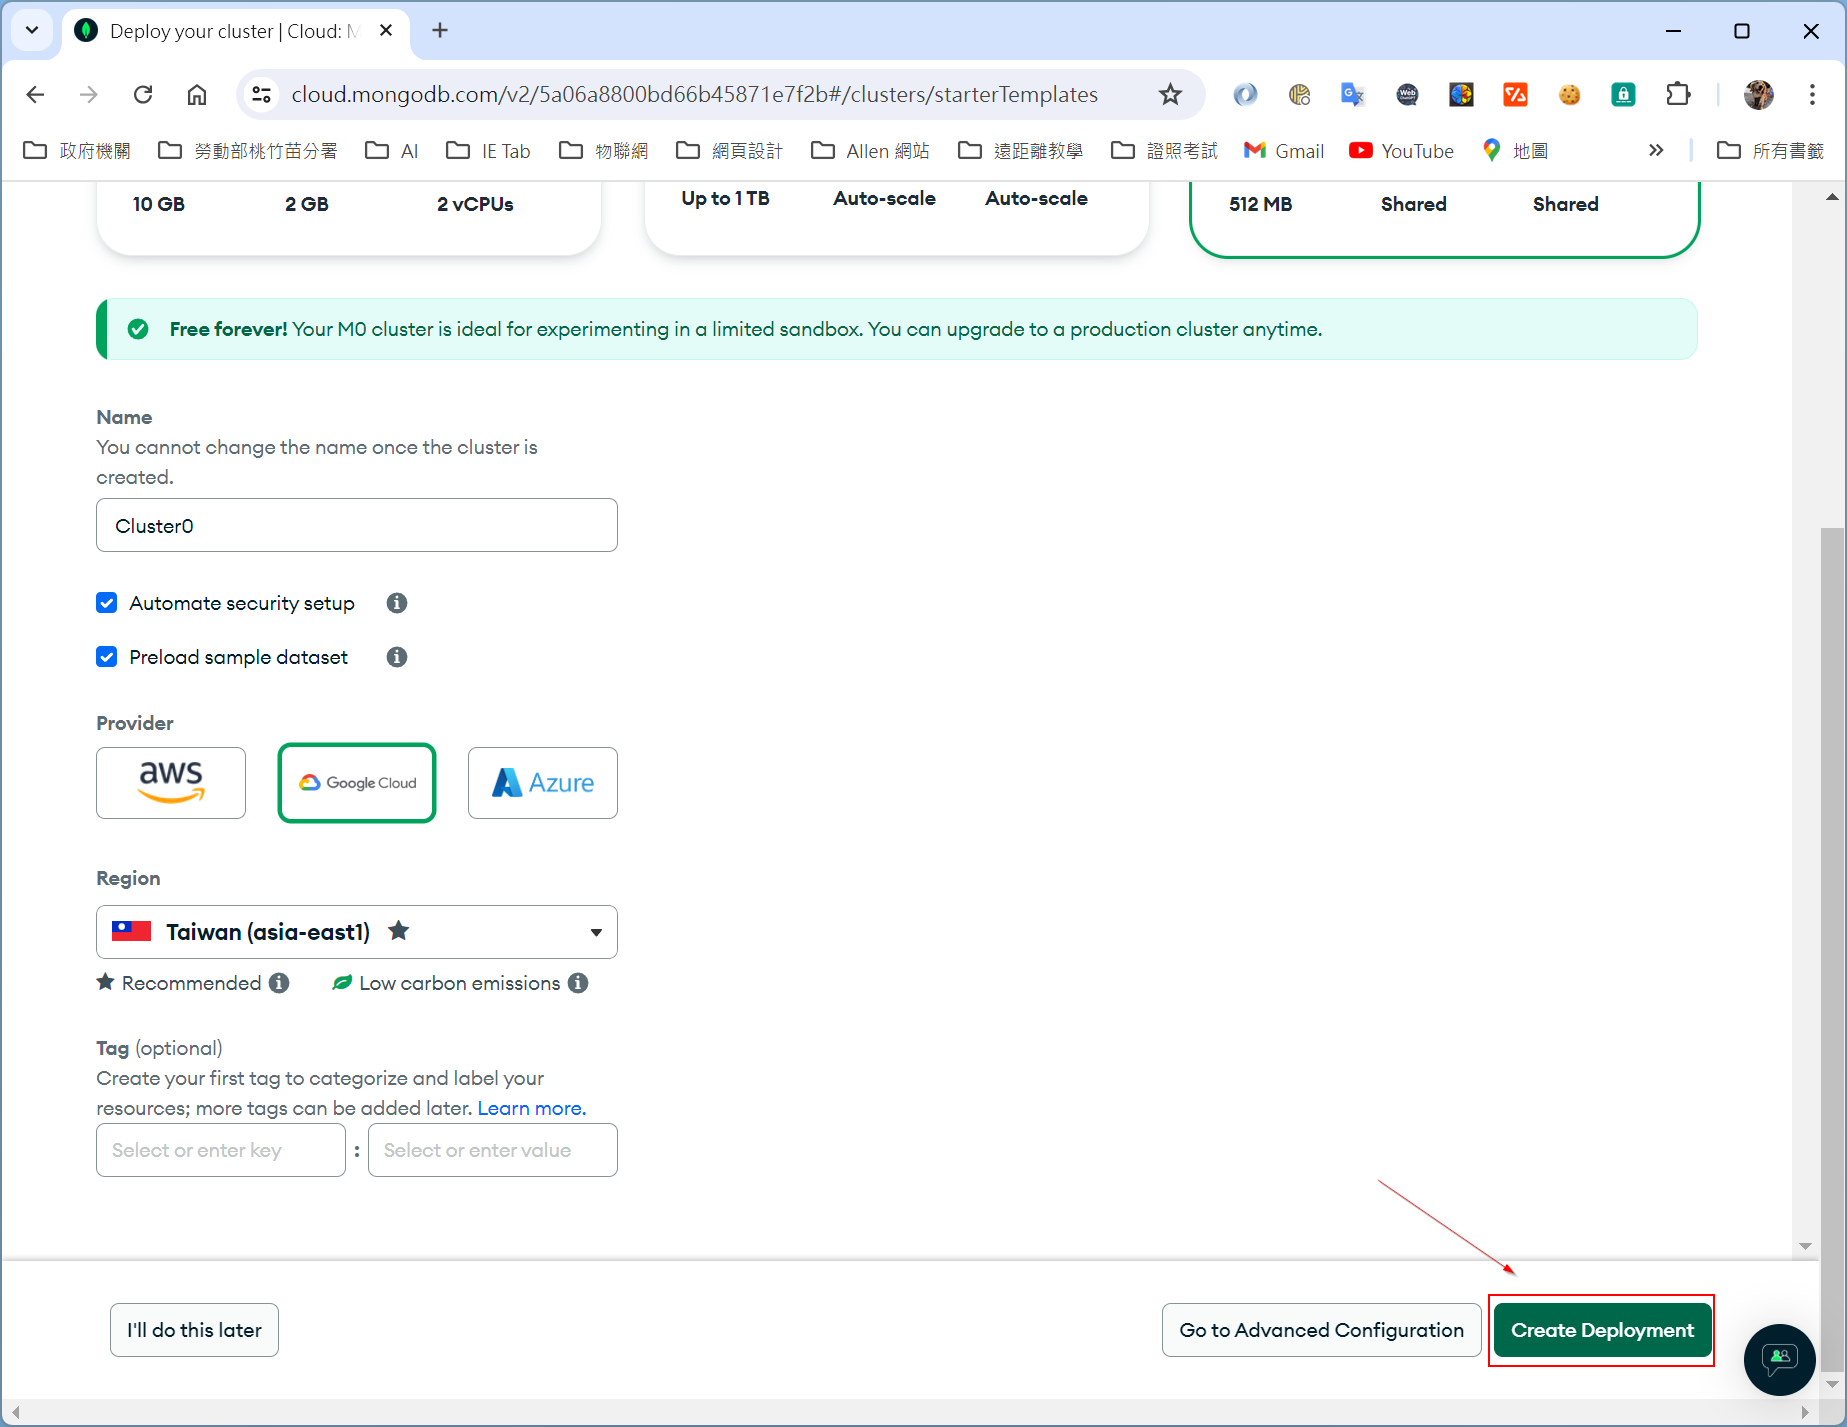 Deploy your cluster | Cloud: M
cloud.mongodb.com/v2/5a06a8800bd66b45871e7f2b#/clusters/starterTemplates
政府機關 勞動部桃竹苗分署 AI IE Tab 物聯網 網頁設計 Allen 網站 遠距離教學 證照考試 Gmail YouTube 地圖 » 所有書籤
10 GB 2 GB 2 vCPUs Up to 1 TB Auto-scale Auto-scale 512 MB Shared Shared
Free forever! Your M0 cluster is ideal for experimenting in a limited sandbox. You can upgrade to a production cluster anytime.
Name
You cannot change the name once the cluster is
created.
Cluster0
Automate security setup
Preload sample dataset
Provider
aws Google Cloud Azure
Region
Taiwan (asia-east1)
Recommended Low carbon emissions
Tag (optional)
Create your first tag to categorize and label your
resources; more tags can be added later. Learn more.
Select or enter key : Select or enter value
I'll do this later Go to Advanced Configuration Create Deployment